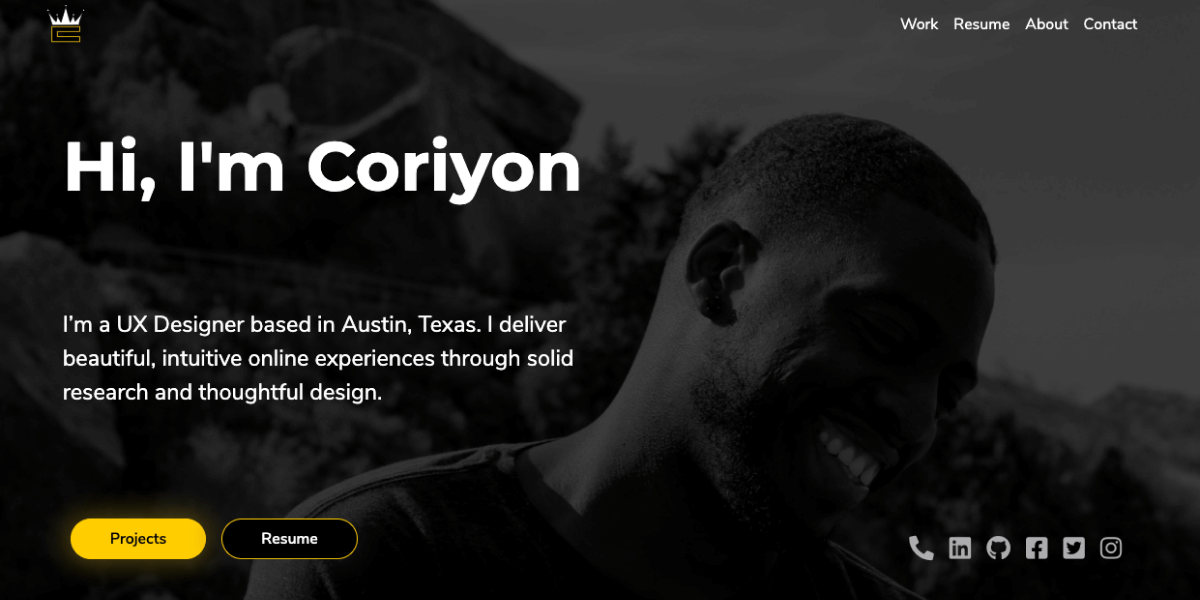 Work Resume About Contact
Hi, I'm Coriyon
I’m a UX Designer based in Austin, Texas. I deliver
beautiful, intuitive online experiences through solid
research and thoughtful design.
Projects Resume